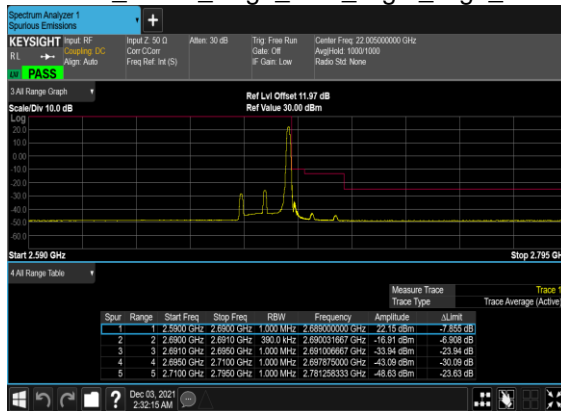 Spectrum Analyzer 1
Spurious Emissions
KEYSIGHT Input: RF Input Z: 50 Ω Atten: 30 dB Trig: Free Run Center Freq: 22.005000000 GHz
RL Coupling: DC Corr CCorr Gate: Off Avg|Hold: 1000/1000
Align: Auto Freq Ref: Int (S) IF Gain: Low Radio Std: None
PASS
3 All Range Graph
Ref Lvl Offset 11.97 dB
Scale/Div 10.0 dB Ref Value 30.00 dBm
Log
20.0
10.0
0.00
-10.0
-20.0
-30.0
-40.0
-50.0
-60.0
Start 2.590 GHz Stop 2.795 GH
4 All Range Table
Measure Trace Trace 1
Trace Type Trace Average (Active)
Spur Range Start Freq Stop Freq RBW Frequency Amplitude ΔLimit
1 1 2.5900 GHz 2.6900 GHz 1.000 MHz 2.689000000 GHz 22.15 dBm -7.855 dB
2 2 2.6900 GHz 2.6910 GHz 390.0 kHz 2.690031667 GHz -16.91 dBm -6.908 dB
3 3 2.6910 GHz 2.6950 GHz 1.000 MHz 2.691006667 GHz -33.94 dBm -23.94 dB
4 4 2.6950 GHz 2.7100 GHz 1.000 MHz 2.697875000 GHz -43.09 dBm -30.09 dB
5 5 2.7100 GHz 2.7950 GHz 1.000 MHz 2.781258333 GHz -48.63 dBm -23.63 dB
Dec 03, 2021
2:32:15 AM